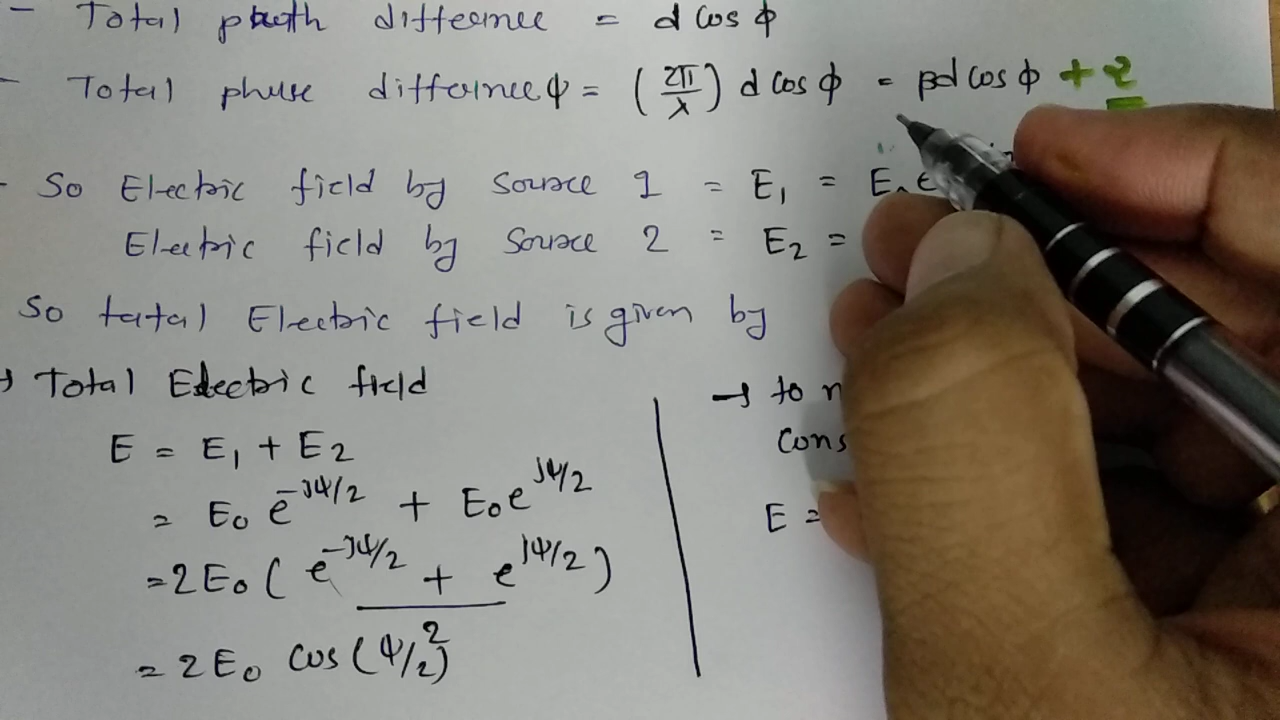 - Total path difference = d cos ϕ
- Total phase difference ψ = (2π/λ) d cos ϕ = βd cos ϕ + 2
- So Electric field by source 1 = E₁ = E₀ e
Electric field by source 2 = E₂ =
So total Electric field is given by
→ Total Electric field
E = E₁ + E₂
= E₀ e^(-jψ/2) + E₀ e^(jψ/2)
= 2E₀ ( e^(-jψ/2) + e^(jψ/2) )
2
= 2E₀ cos (ψ/2)
→ to n
Cons
E =